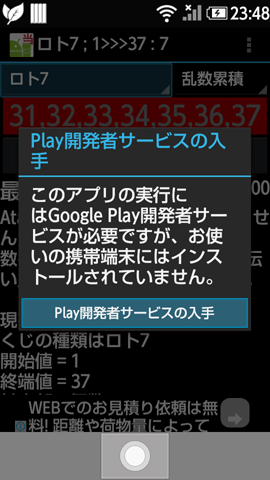 23:48
当 ロト7 ; 1>>>37 : 7
ロト7 乱数累積
31,32,33,34,35,36,37
Play開発者サービスの入
手
このアプリの実行に
はGoogle Play開発者サー
ビスが必要ですが、お使
いの携帯端末にはインス
トールされていません。
Play開発者サービスの入手
くじの種類はロト7
開始値 = 1
終端値 = 37
WEBでのお見積り依頼は無
料! 距離や荷物量によって